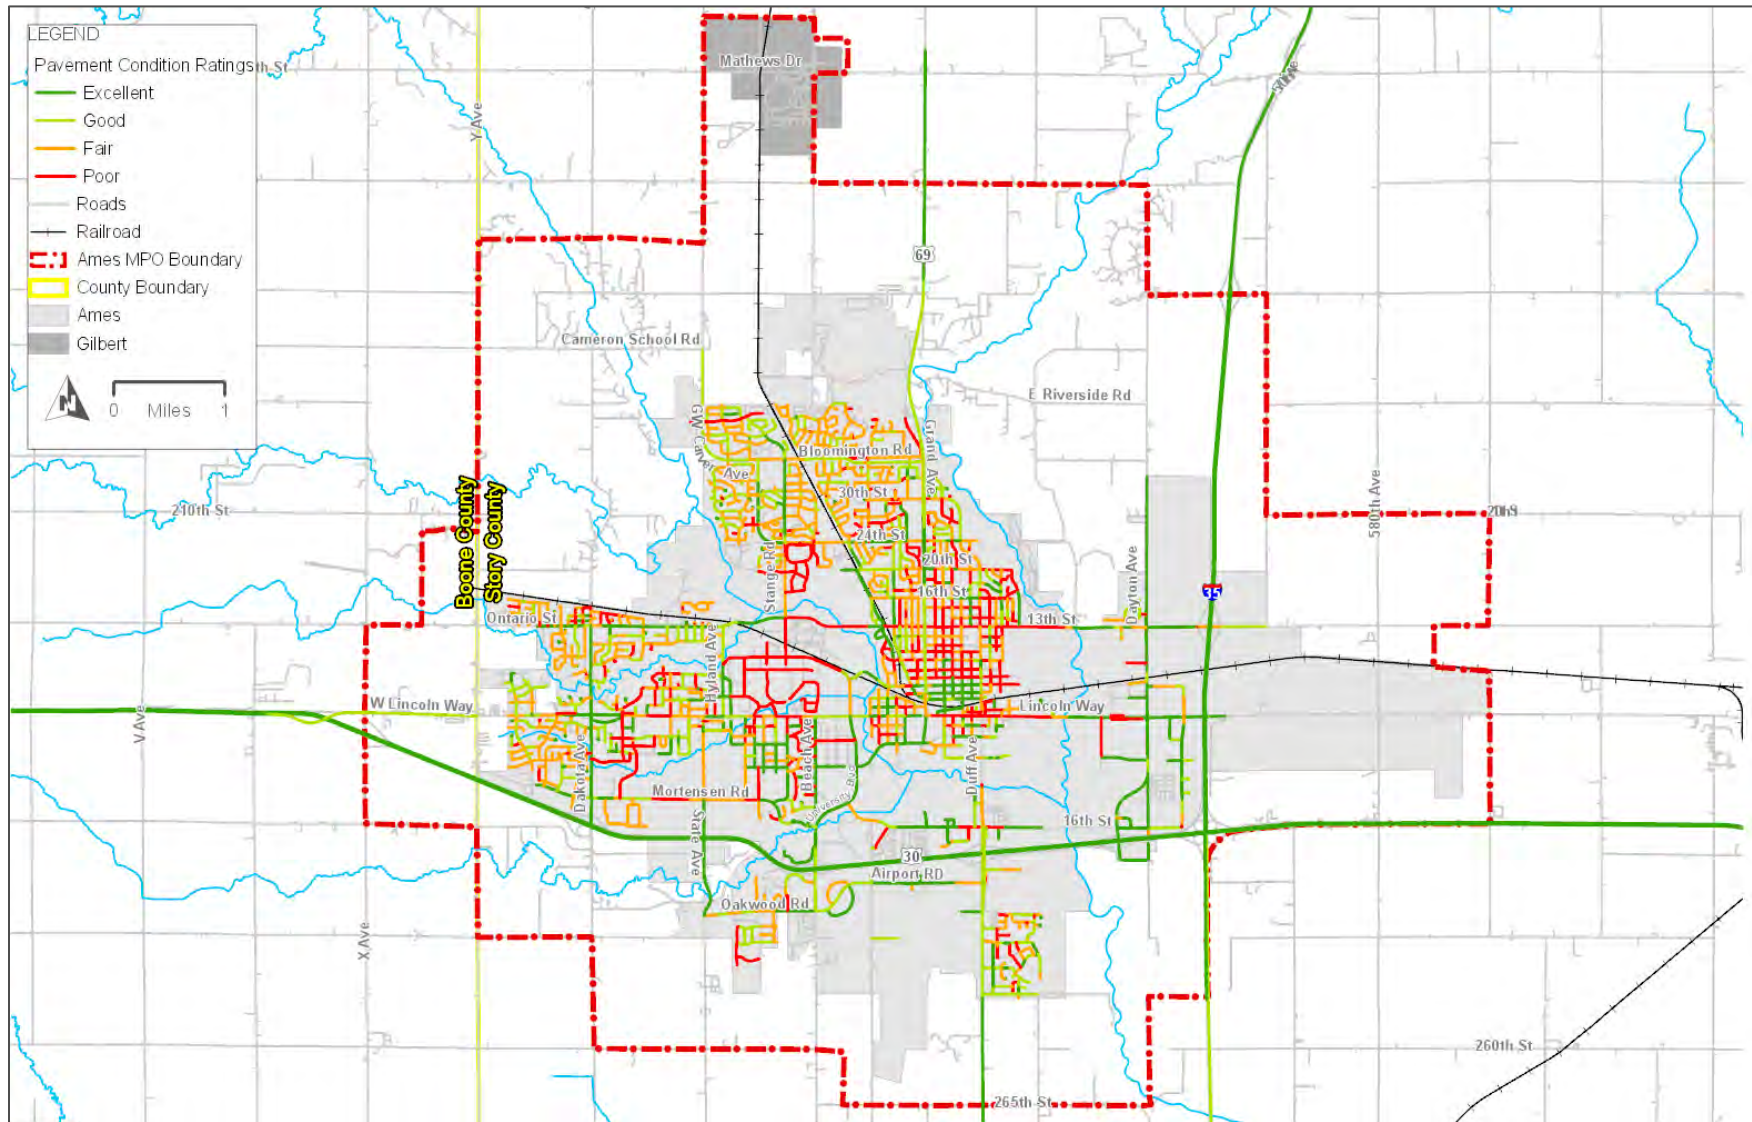 LEGEND
Pavement Condition Ratings
th St
Excellent
Good
Fair
Poor
Roads
Railroad
Ames MPO Boundary
County Boundary
Ames
Gilbert
N
0 Miles 1
Mathews Dr
Y Ave
69
Cameron School Rd
E Riverside Rd
GW Carver Ave
Grand Ave
Bloomington Rd
30th St
210th St
Boone County
Story County
580th Ave
24th St
20th St
Stange Rd
Dayton Ave
16th St
35
Ontario St
13th St
Hyland Ave
W Lincoln Way
Lincoln Way
V Ave
Dakota Ave
Beach Ave
Duff Ave
University Blvd
Mortensen Rd
State Ave
16th St
30
Airport RD
Oakwood Rd
X Ave
260th St
265th St